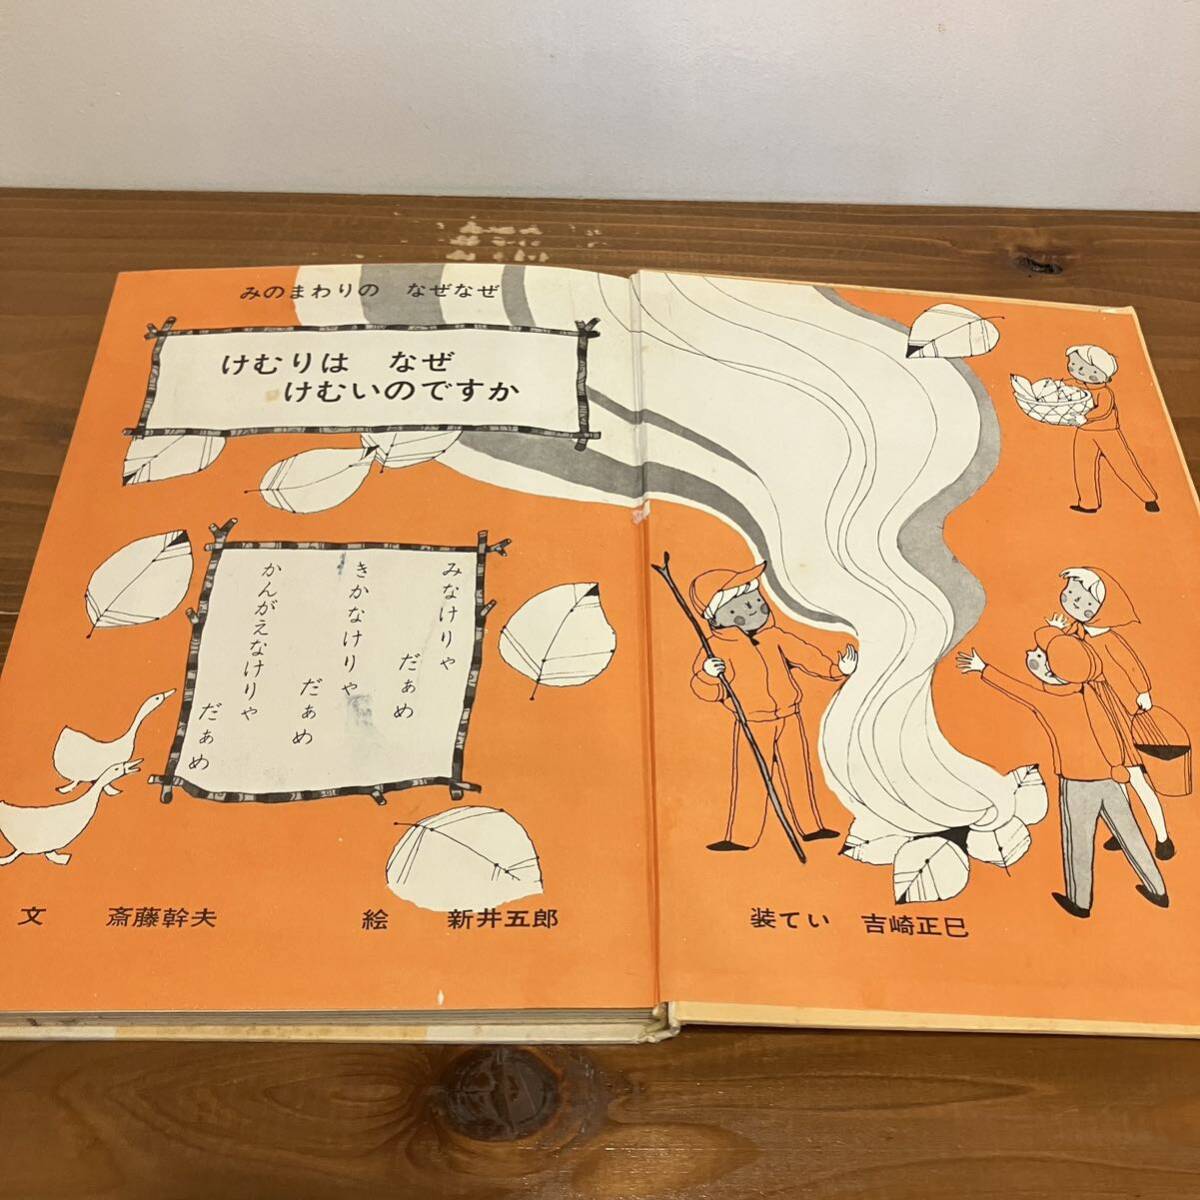 みのまわりの　なぜなぜ
けむりは　なぜ
けむいのですか
みなけりゃ
だぁめ
きかなけりゃ
だぁめ
かんがえなけりゃ
だぁめ
文　斎藤幹夫
絵　新井五郎
装てい　吉崎正巳